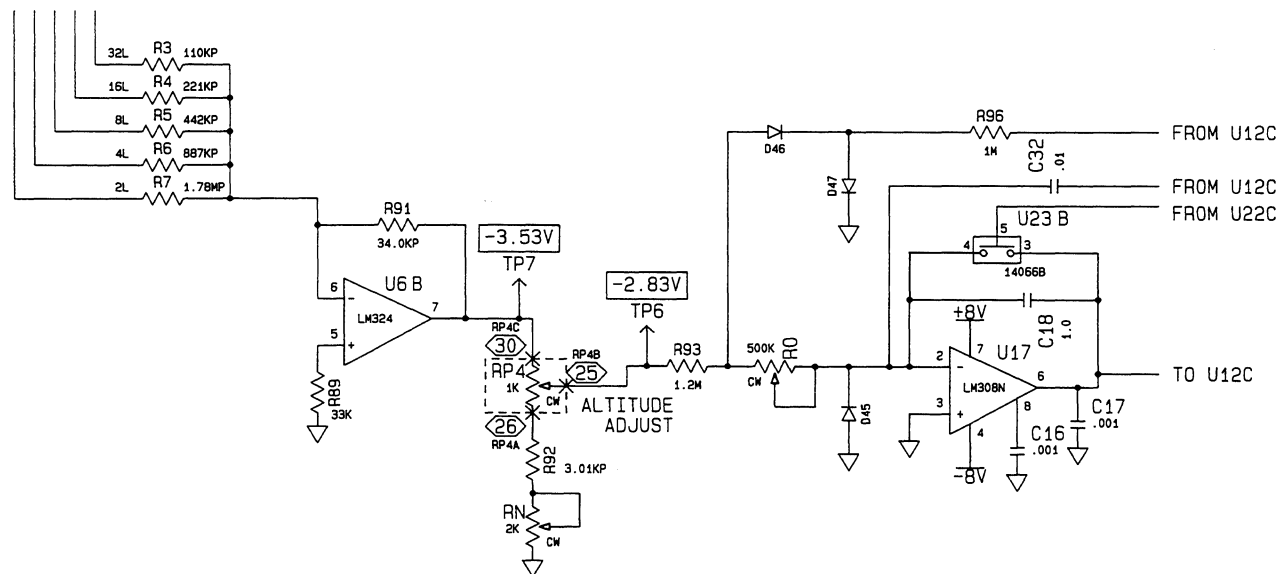 32L R3 110KP
16L R4 221KP
8L R5 442KP
4L R6 887KP
2L R7 1.78MP
R91
34.0KP
U6 B
6
-
LM324
7
5
+
R89
33K
-3.53V
TP7
RP4C
30
RP4
1K
CW
RP4B
25
26
RP4A
ALTITUDE
ADJUST
R92
3.01KP
RN
2K
CW
-2.83V
TP6
R93
1.2M
500K
RO
CW
D46
D47
D45
R96
1M
FROM U12C
C32
.01
FROM U12C
FROM U22C
U23 B
5
4
3
14066B
C18
1.0
+8V
7
U17
2
-
LM308N
6
3
+
8
4
-8V
C16
.001
C17
.001
TO U12C